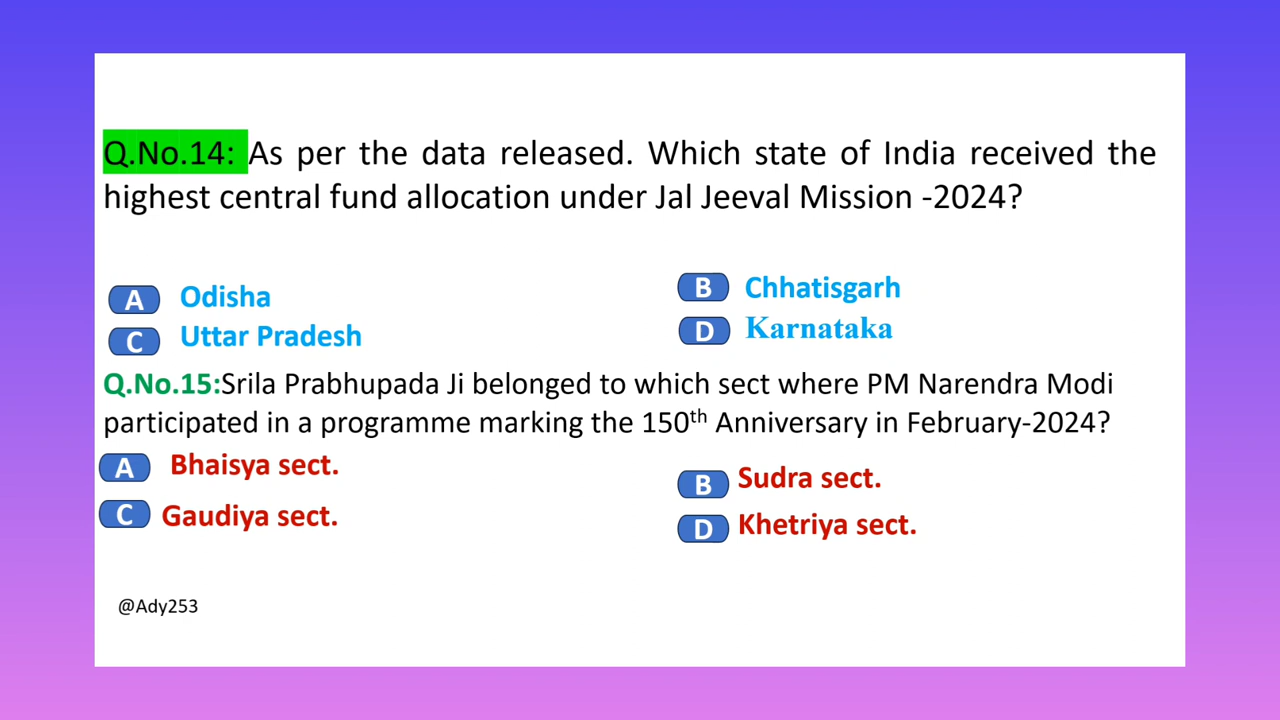 Q.No.14: As per the data released. Which state of India received the
highest central fund allocation under Jal Jeeval Mission -2024?
A Odisha
B Chhatisgarh
C Uttar Pradesh
D Karnataka
Q.No.15:Srila Prabhupada Ji belonged to which sect where PM Narendra Modi
participated in a programme marking the 150th Anniversary in February-2024?
A Bhaisya sect.
B Sudra sect.
C Gaudiya sect.
D Khetriya sect.
@Ady253